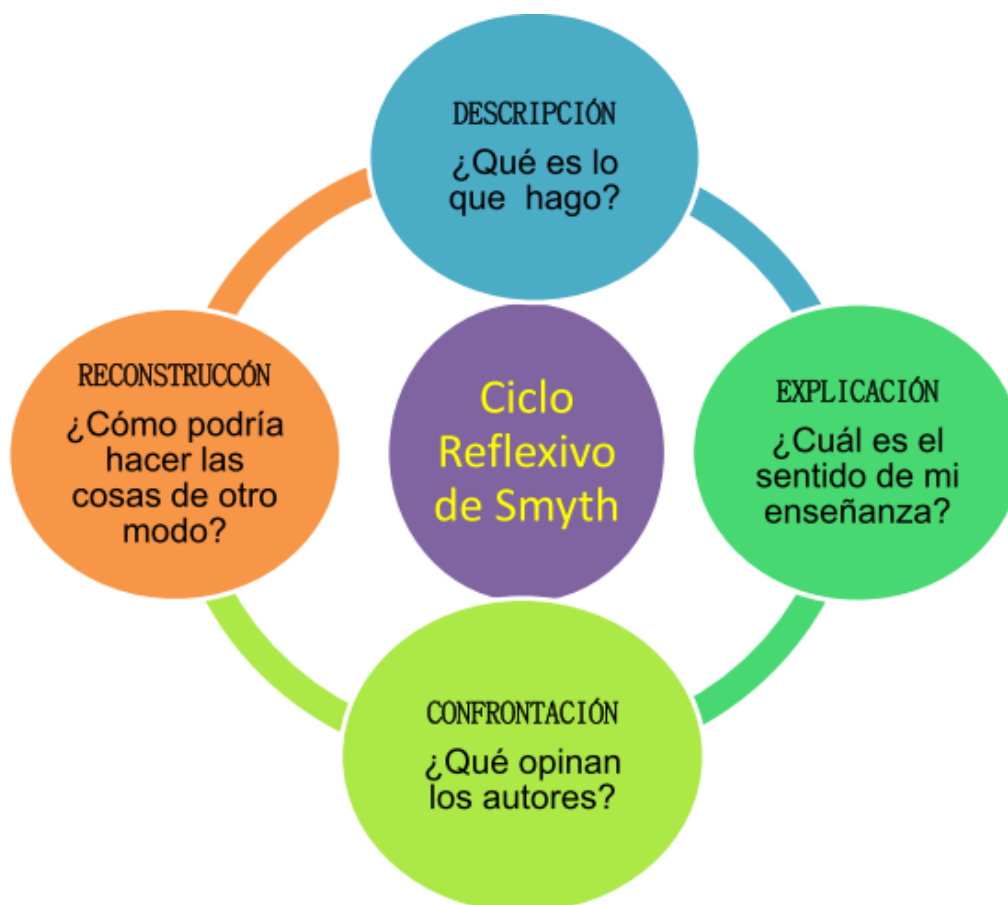 DESCRIPCIÓN
¿Qué es lo
que hago?
EXPLICACIÓN
¿Cuál es el
sentido de mi
enseñanza?
CONFRONTACIÓN
¿Qué opinan
los autores?
RECONSTRUCCÓN
¿Cómo podría
hacer las
cosas de otro
modo?
Ciclo
Reflexivo
de Smyth